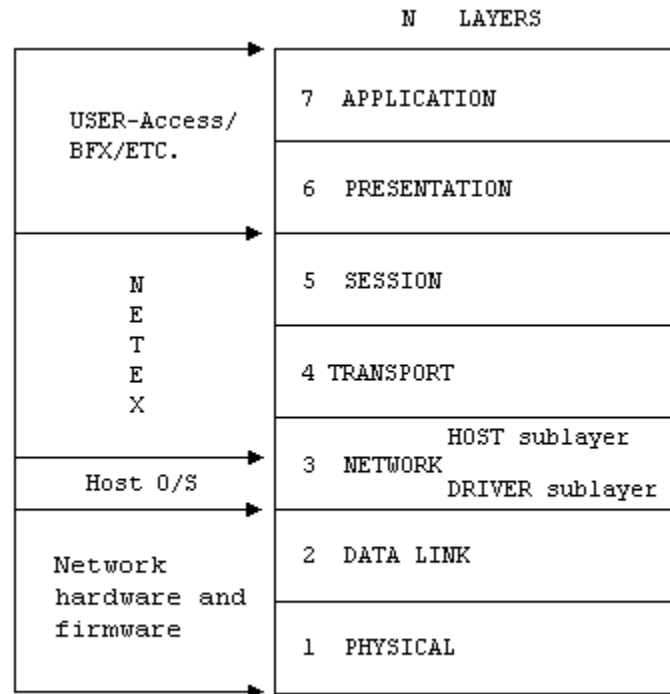 N LAYERS
USER-Access/
BFX/ETC.
N
E
T
E
X
Host O/S
Network
hardware and
firmware
7 APPLICATION
6 PRESENTATION
5 SESSION
4 TRANSPORT
HOST sublayer
3 NETWORK
DRIVER sublayer
2 DATA LINK
1 PHYSICAL